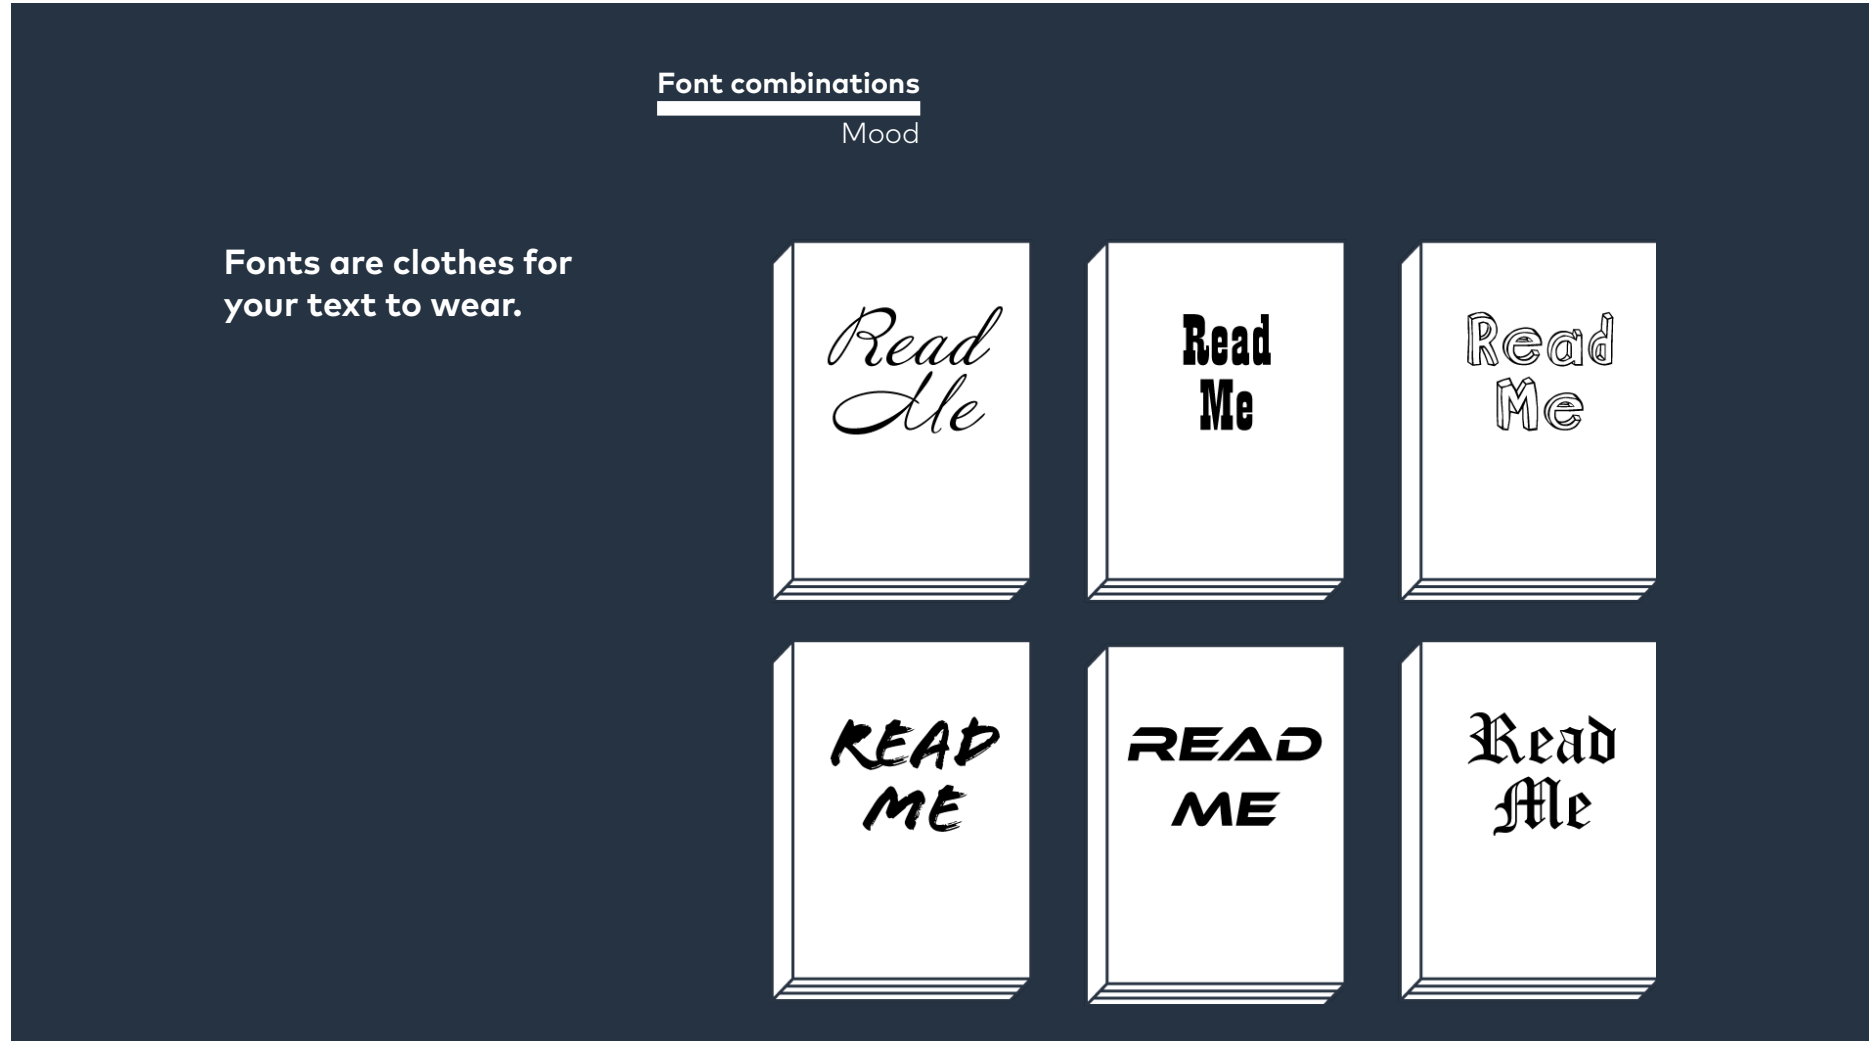 Font combinations
Mood
Fonts are clothes for
your text to wear.
Read
Me
Read
Me
Read
Me
READ
ME
READ
ME
Read
Me